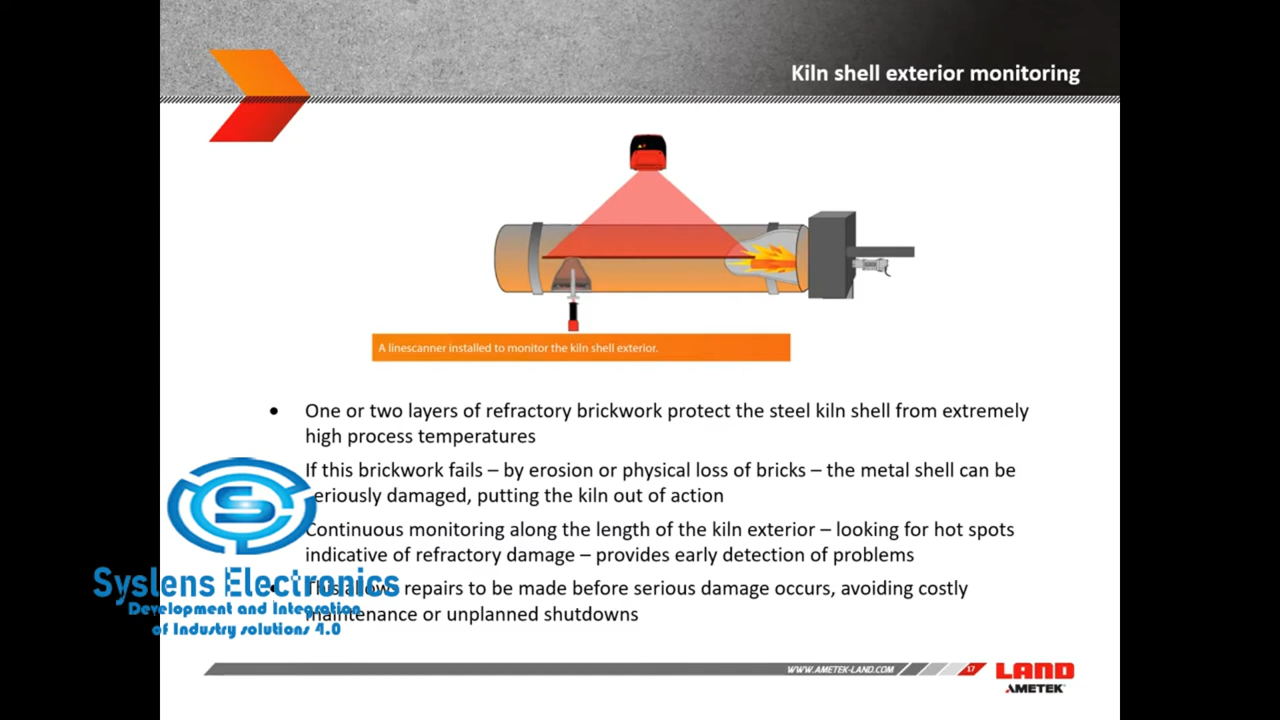 Kiln shell exterior monitoring
A linescanner installed to monitor the kiln shell exterior.
• One or two layers of refractory brickwork protect the steel kiln shell from extremely
high process temperatures
If this brickwork fails – by erosion or physical loss of bricks – the metal shell can be
seriously damaged, putting the kiln out of action
Continuous monitoring along the length of the kiln exterior – looking for hot spots
indicative of refractory damage – provides early detection of problems
• This allows repairs to be made before serious damage occurs, avoiding costly
maintenance or unplanned shutdowns
S
Syslens Electronics
Development and Integration
of Industry solutions 4.0
WWW.AMETEK-LAND.COM
17
LAND
AMETEK®